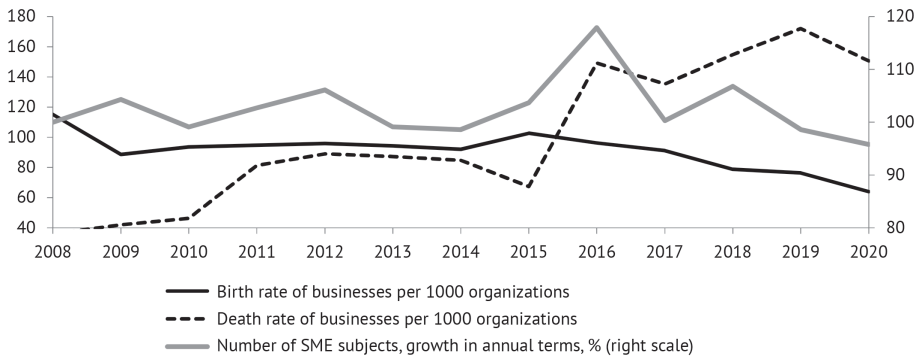 180 120
160
140 110
120
100 100
80 90
60
40 80
2008 2009 2010 2011 2012 2013 2014 2015 2016 2017 2018 2019 2020
Birth rate of businesses per 1000 organizations
Death rate of businesses per 1000 organizations
Number of SME subjects, growth in annual terms, % (right scale)